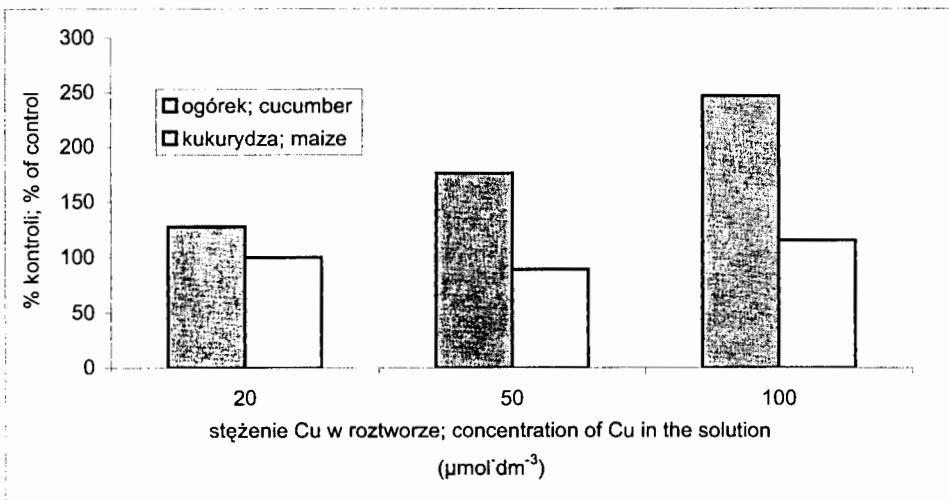 % kontroli; % of control
300
250
200
150
100
50
0
ogórek; cucumber
kukurydza; maize
20 50 100
stężenie Cu w roztworze; concentration of Cu in the solution
(µmol·dm⁻³)